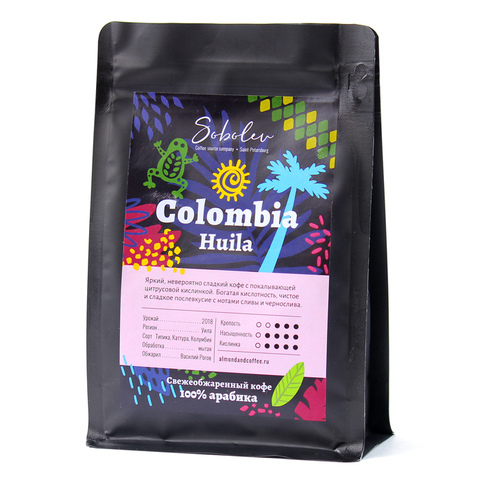 Sobolev
Coffee source company • Saint-Petersburg
Colombia
Huila
Яркий, невероятно сладкий кофе с покалывающей
цитрусовой кислинкой. Богатая кислотность, чистое
и сладкое послевкусие с нотами сливы и чернослива.
Урожай 2018
Регион Уила
Сорт Типика, Каттура, Колумбия
Обработка мытая
Обжарил Василий Рогов
Крепость
Насыщенность
Кислинка
almondandcoffee.ru
Свежеобжаренный кофе
100% арабика